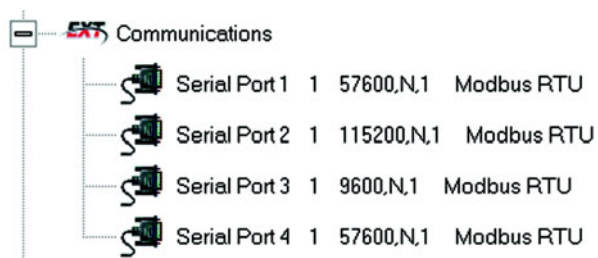 EXT Communications
Serial Port 1 1 57600,N,1 Modbus RTU
Serial Port 2 1 115200,N,1 Modbus RTU
Serial Port 3 1 9600,N,1 Modbus RTU
Serial Port 4 1 57600,N,1 Modbus RTU